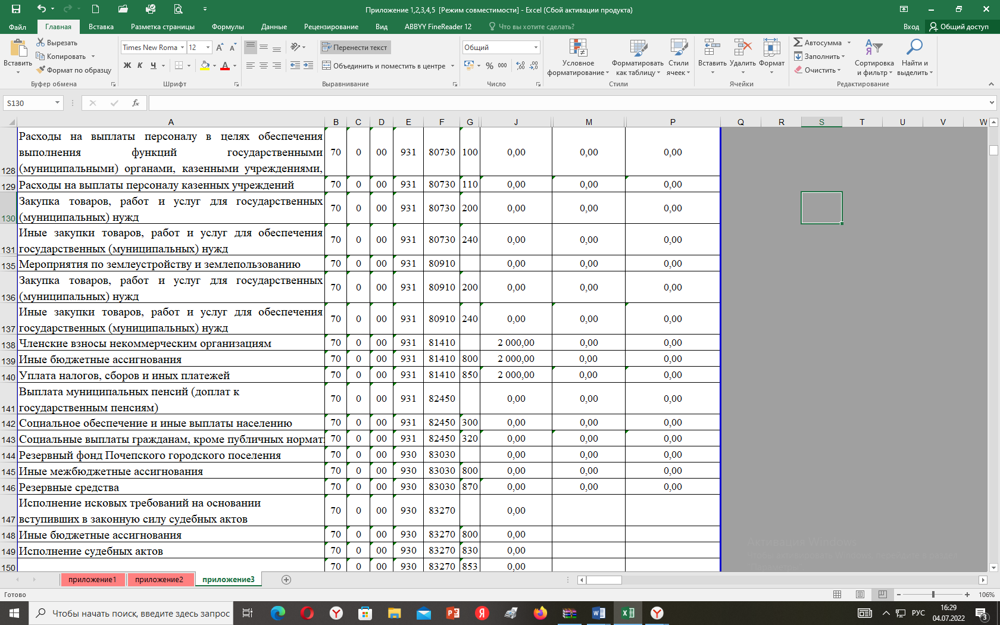 Приложение 1,2,3,4,5 [Режим совместимости] - Excel (Сбой активации продукта)
Файл Главная Вставка Разметка страницы Формулы Данные Рецензирование Вид ABBYY FineReader 12 Что вы хотите сделать? Вход Общий доступ
Вставить Вырезать Копировать Формат по образцу
Times New Roma 12
Ж К Ч А
Перенести текст
Объединить и поместить в центре
Общий
% 000
Условное форматирование
Форматировать как таблицу
Стили ячеек
Вставить Удалить Формат
Автосумма
Заполнить
Очистить
Сортировка и фильтр
Найти и выделить
Буфер обмена Шрифт Выравнивание Число Стили Ячейки Редактирование
S130 fx
A B C D E F G J M P Q R S T U V W
128 Расходы на выплаты персоналу в целях обеспечения
выполнения функций государственными
(муниципальными) органами, казенными учреждениями, 70 0 00 931 80730 100 0,00 0,00 0,00
129 Расходы на выплаты персоналу казенных учреждений 70 0 00 931 80730 110 0,00 0,00 0,00
130 Закупка товаров, работ и услуг для государственных
(муниципальных) нужд 70 0 00 931 80730 200 0,00 0,00 0,00
131 Иные закупки товаров, работ и услуг для обеспечения
государственных (муниципальных) нужд 70 0 00 931 80730 240 0,00 0,00 0,00
135 Мероприятия по землеустройству и землепользованию 70 0 00 931 80910 0,00 0,00 0,00
136 Закупка товаров, работ и услуг для государственных
(муниципальных) нужд 70 0 00 931 80910 200 0,00 0,00 0,00
137 Иные закупки товаров, работ и услуг для обеспечения
государственных (муниципальных) нужд 70 0 00 931 80910 240 0,00 0,00 0,00
138 Членские взносы некоммерческим организациям 70 0 00 931 81410 2 000,00 0,00 0,00
139 Иные бюджетные ассигнования 70 0 00 931 81410 800 2 000,00 0,00 0,00
140 Уплата налогов, сборов и иных платежей 70 0 00 931 81410 850 2 000,00 0,00 0,00
141 Выплата муниципальных пенсий (доплат к
государственным пенсиям) 70 0 00 931 82450 0,00 0,00 0,00
142 Социальное обеспечение и иные выплаты населению 70 0 00 931 82450 300 0,00 0,00 0,00
143 Социальные выплаты гражданам, кроме публичных нормат 70 0 00 931 82450 320 0,00 0,00 0,00
144 Резервный фонд Почепского городского поселения 70 0 00 930 83030 0,00 0,00 0,00
145 Иные межбюджетные ассигнования 70 0 00 930 83030 800 0,00 0,00 0,00
146 Резервные средства 70 0 00 930 83030 870 0,00 0,00 0,00
147 Исполнение исковых требований на основании
вступивших в законную силу судебных актов 70 0 00 930 83270 0,00
148 Иные бюджетные ассигнования 70 0 00 930 83270 800 0,00
149 Исполнение судебных актов 70 0 00 930 83270 830 0,00
150 70 0 00 930 83270 853 0,00
Активация Windows
приложение1 приложение2 приложение3
Готово 106%
Чтобы начать поиск, введите здесь запрос
РУС
16:29
04.07.2022
3